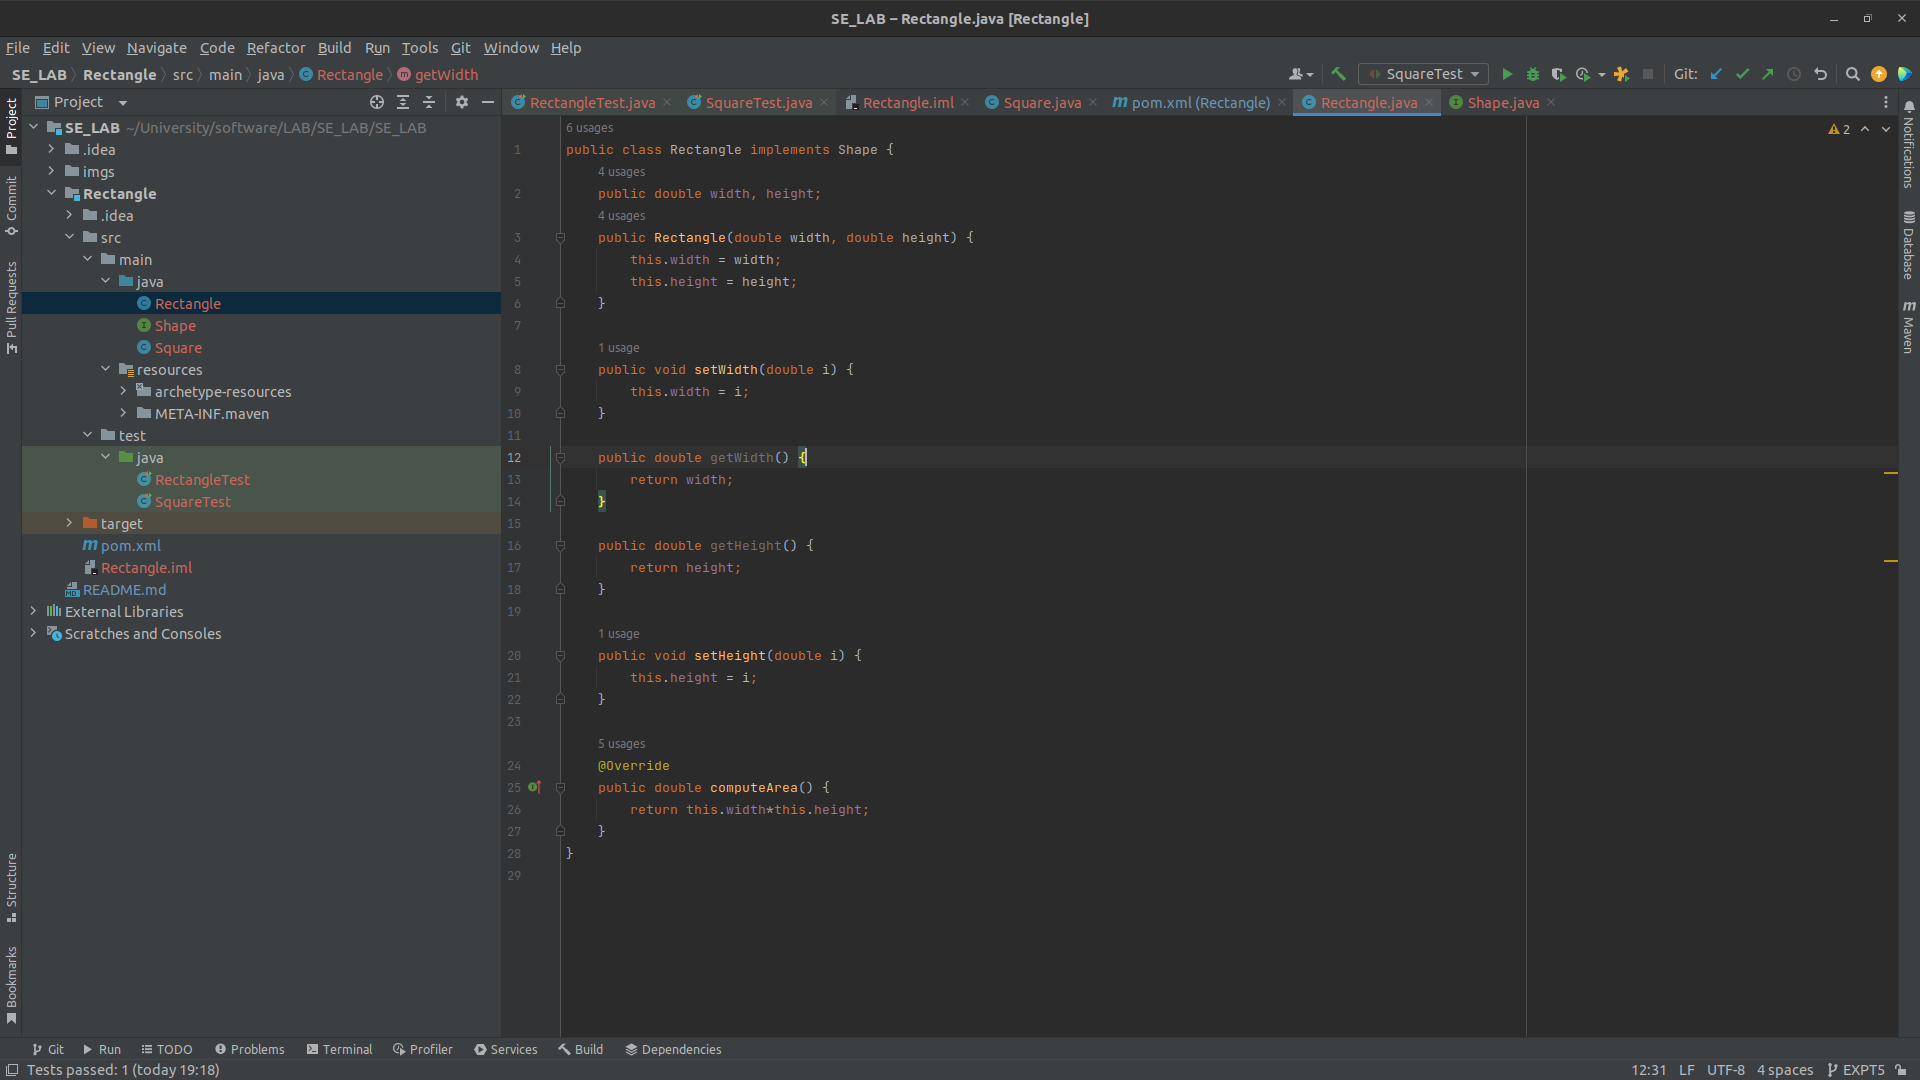 SE_LAB – Rectangle.java [Rectangle]
File Edit View Navigate Code Refactor Build Run Tools Git Window Help
SE_LAB Rectangle src main java Rectangle getWidth
SquareTest Git:
Project
RectangleTest.java SquareTest.java Rectangle.iml Square.java pom.xml (Rectangle) Rectangle.java Shape.java
Project
Commit
Pull Requests
Structure
Bookmarks
SE_LAB ~/University/software/LAB/SE_LAB/SE_LAB
.idea
imgs
Rectangle
.idea
src
main
java
Rectangle
Shape
Square
resources
archetype-resources
META-INF.maven
test
java
RectangleTest
SquareTest
target
pom.xml
Rectangle.iml
README.md
External Libraries
Scratches and Consoles
6 usages
1 public class Rectangle implements Shape {
4 usages
2 public double width, height;
4 usages
3 public Rectangle(double width, double height) {
4 this.width = width;
5 this.height = height;
6 }
7
1 usage
8 public void setWidth(double i) {
9 this.width = i;
10 }
11
12 public double getWidth() {
13 return width;
14 }
15
16 public double getHeight() {
17 return height;
18 }
19
1 usage
20 public void setHeight(double i) {
21 this.height = i;
22 }
23
5 usages
24 @Override
25 public double computeArea() {
26 return this.width*this.height;
27 }
28 }
29
2
Notifications
Database
Maven
Git Run TODO Problems Terminal Profiler Services Build Dependencies
Tests passed: 1 (today 19:18)
12:31 LF UTF-8 4 spaces EXPT5